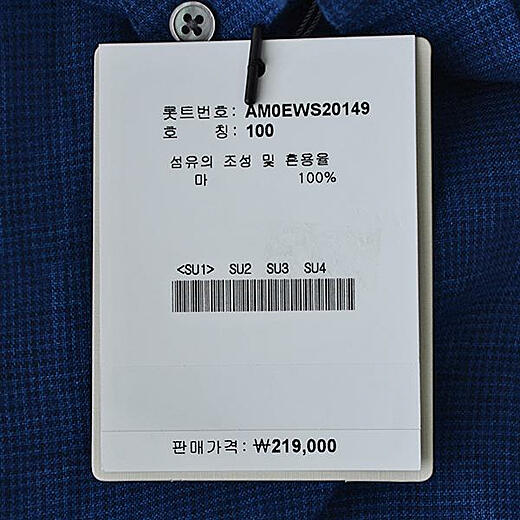 롯트번호: AM0EWS20149
호 칭: 100
섬유의 조성 및 혼용율
마 100%
<SU1> SU2 SU3 SU4
판매가격: ₩219,000